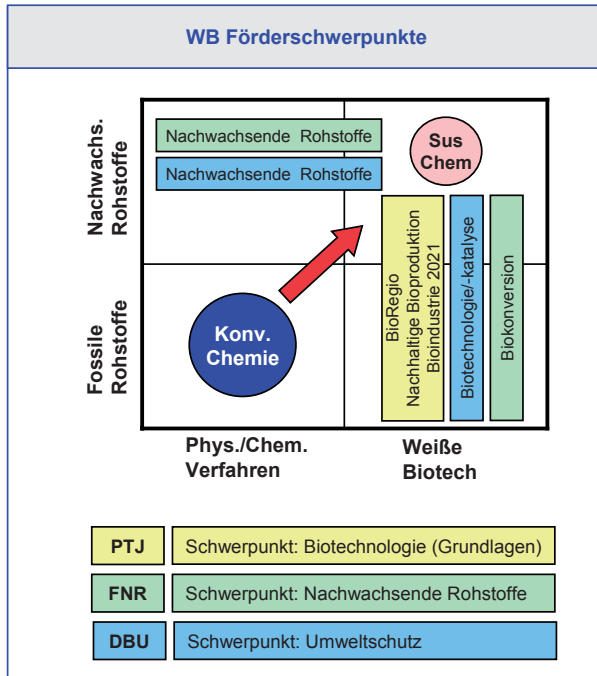 WB Förderschwerpunkte
Nachwachs.
Rohstoffe
Fossile
Rohstoffe
Nachwachsende Rohstoffe
Nachwachsende Rohstoffe
Sus
Chem
Konv.
Chemie
BioRegio
Nachhaltige Bioproduktion
Bioindustrie 2021
Biotechnologie/-katalyse
Biokonversion
Phys./Chem.
Verfahren
Weiße
Biotech
PTJ Schwerpunkt: Biotechnologie (Grundlagen)
FNR Schwerpunkt: Nachwachsende Rohstoffe
DBU Schwerpunkt: Umweltschutz